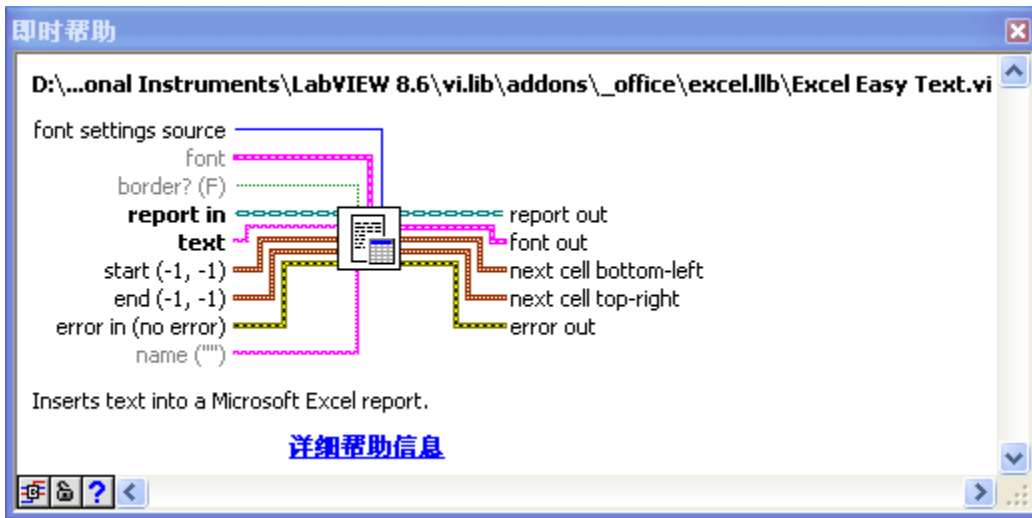 即时帮助
D:\...onal Instruments\LabVIEW 8.6\vi.lib\addons\_office\excel.llb\Excel Easy Text.vi
font settings source
font
border? (F)
report in
report out
text
font out
start (-1, -1)
next cell bottom-left
end (-1, -1)
next cell top-right
error in (no error)
error out
name ("")
Inserts text into a Microsoft Excel report.
详细帮助信息
?